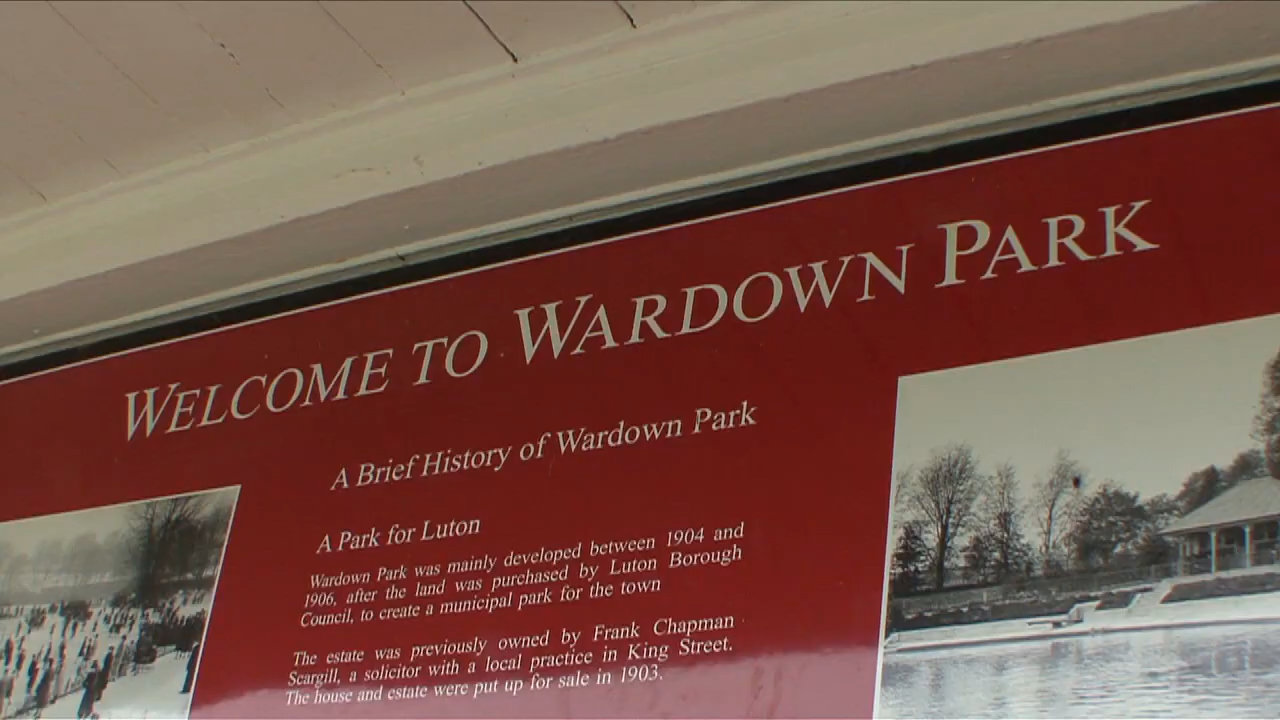 WELCOME TO WARDOWN PARK
A Brief History of Wardown Park
A Park for Luton
Wardown Park was mainly developed between 1904 and
1906, after the land was purchased by Luton Borough
Council, to create a municipal park for the town
The estate was previously owned by Frank Chapman
Scargill, a solicitor with a local practice in King Street.
The house and estate were put up for sale in 1903.